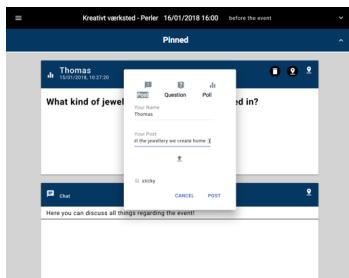 Kreativt værksted - Perler 16/01/2018 16:00 before the event
Pinned
Thomas
15/01/2018, 10:37:20
What kind of jewel
ed in?
Post Question Poll
Your Name
Thomas
Your Post
ll the jewellery we create home :)
sticky
CANCEL POST
Chat
Here you can discuss all things regarding the event!